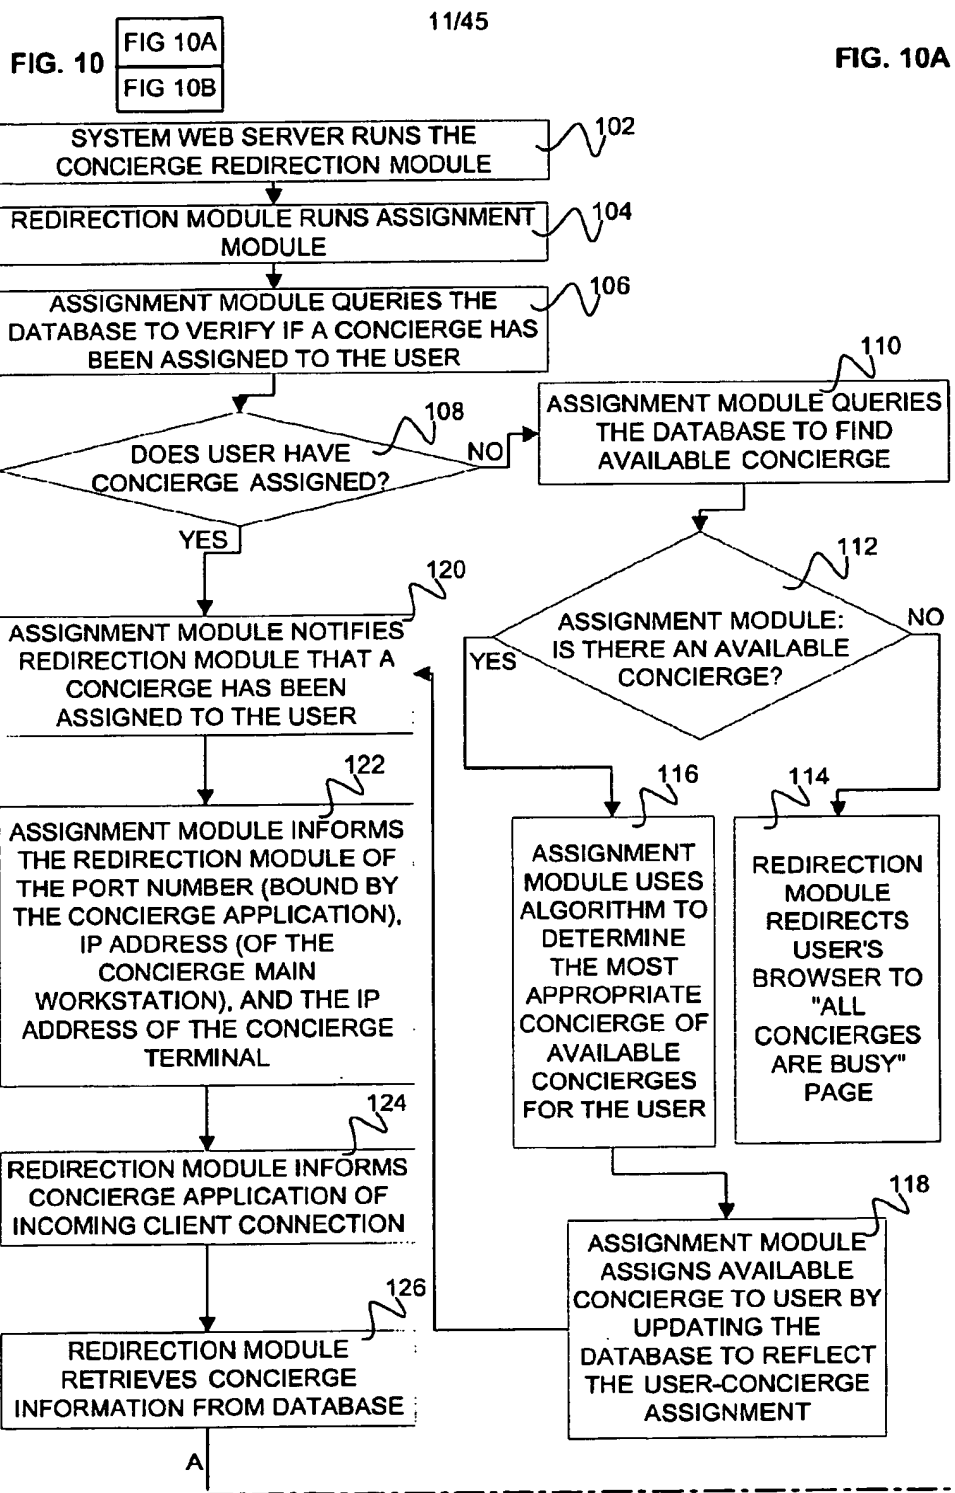 11/45
FIG. 10
FIG 10A
FIG 10B
FIG. 10A
SYSTEM WEB SERVER RUNS THE
CONCIERGE REDIRECTION MODULE
102
REDIRECTION MODULE RUNS ASSIGNMENT
MODULE
104
ASSIGNMENT MODULE QUERIES THE
DATABASE TO VERIFY IF A CONCIERGE HAS
BEEN ASSIGNED TO THE USER
106
DOES USER HAVE
CONCIERGE ASSIGNED?
108
NO
YES
110
ASSIGNMENT MODULE QUERIES
THE DATABASE TO FIND
AVAILABLE CONCIERGE
112
ASSIGNMENT MODULE:
IS THERE AN AVAILABLE
CONCIERGE?
YES
NO
120
ASSIGNMENT MODULE NOTIFIES
REDIRECTION MODULE THAT A
CONCIERGE HAS BEEN
ASSIGNED TO THE USER
122
ASSIGNMENT MODULE INFORMS
THE REDIRECTION MODULE OF
THE PORT NUMBER (BOUND BY
THE CONCIERGE APPLICATION),
IP ADDRESS (OF THE
CONCIERGE MAIN
WORKSTATION), AND THE IP
ADDRESS OF THE CONCIERGE
TERMINAL
116
ASSIGNMENT
MODULE USES
ALGORITHM TO
DETERMINE
THE MOST
APPROPRIATE
CONCIERGE OF
AVAILABLE
CONCIERGES
FOR THE USER
114
REDIRECTION
MODULE
REDIRECTS
USER'S
BROWSER TO
"ALL
CONCIERGES
ARE BUSY"
PAGE
124
REDIRECTION MODULE INFORMS
CONCIERGE APPLICATION OF
INCOMING CLIENT CONNECTION
118
ASSIGNMENT MODULE
ASSIGNS AVAILABLE
CONCIERGE TO USER BY
UPDATING THE
DATABASE TO REFLECT
THE USER-CONCIERGE
ASSIGNMENT
126
REDIRECTION MODULE
RETRIEVES CONCIERGE
INFORMATION FROM DATABASE
A